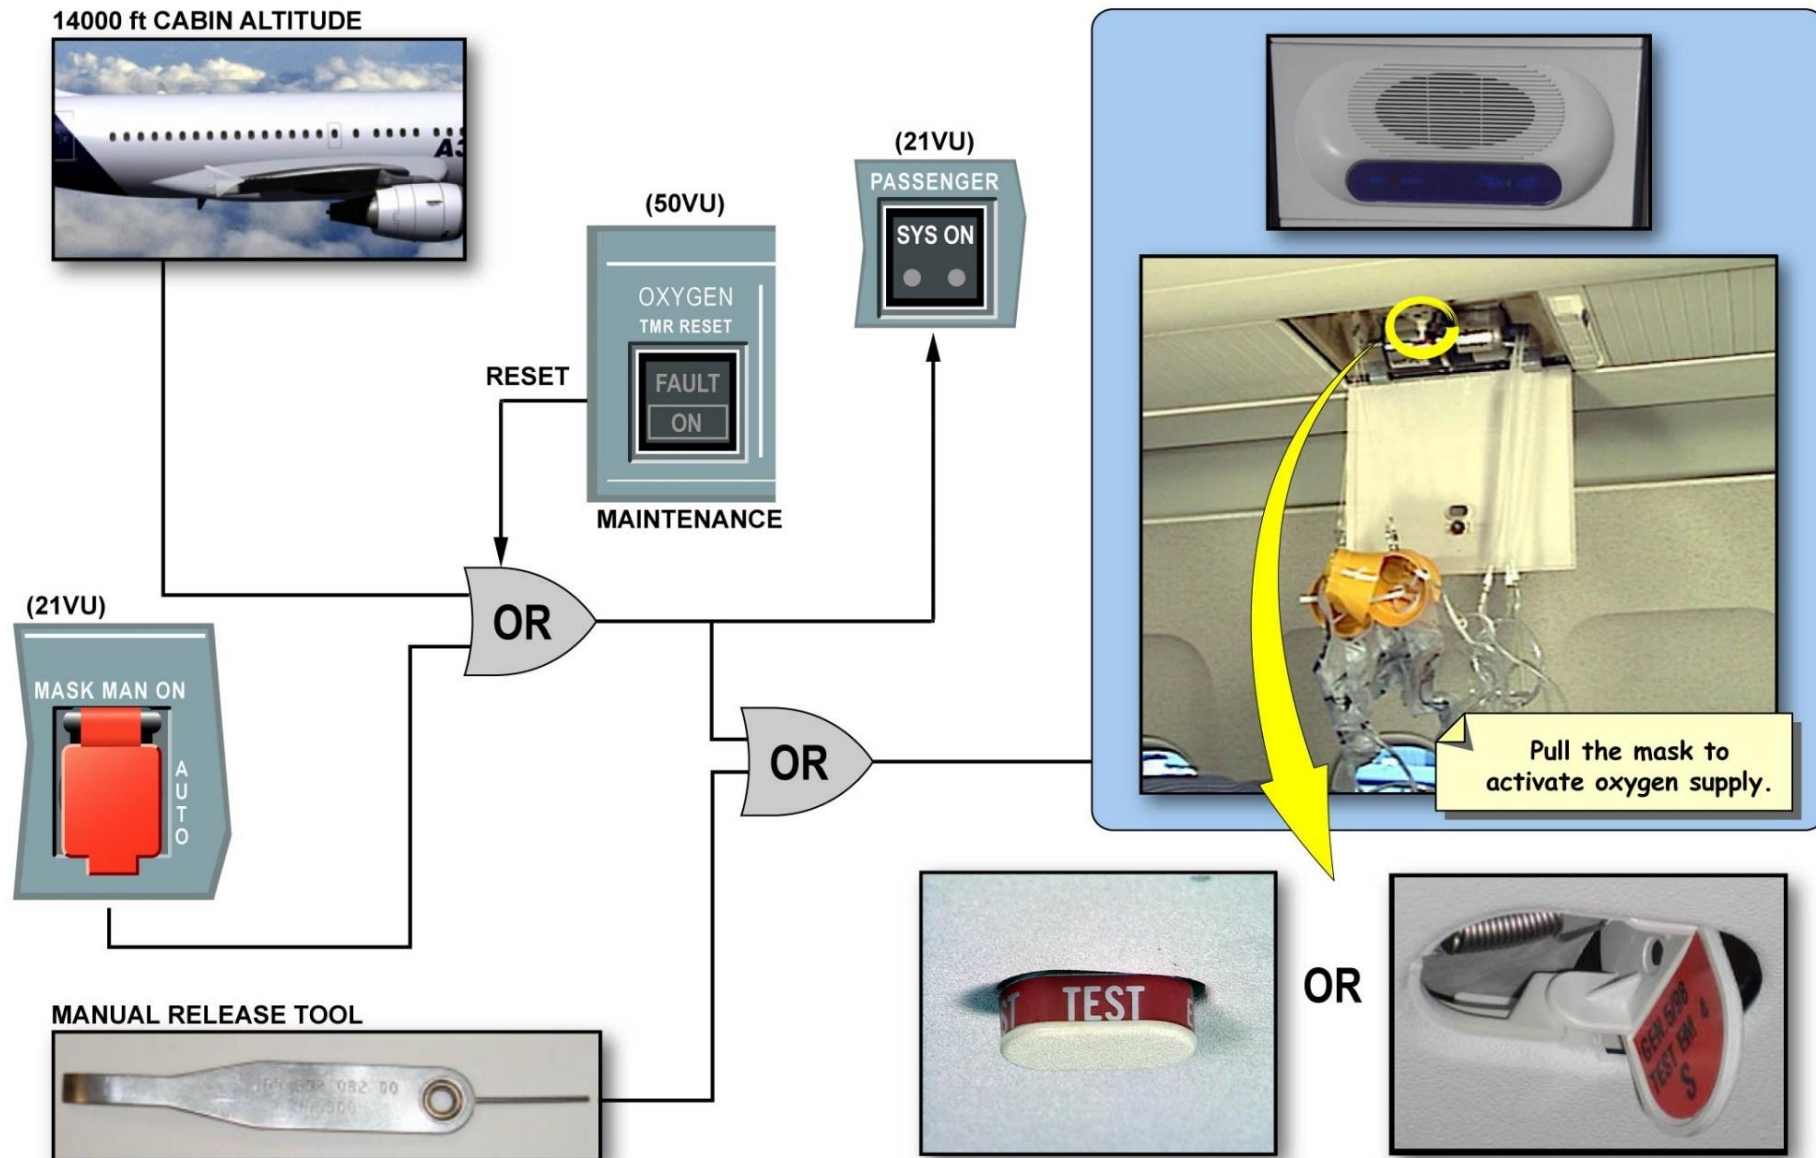 14000 ft CABIN ALTITUDE
A3
(50VU)
OXYGEN
TMR RESET
FAULT
ON
MAINTENANCE
RESET
(21VU)
PASSENGER
SYS ON
(21VU)
MASK MAN ON
AUTO
OR
OR
Pull the mask to
activate oxygen supply.
MANUAL RELEASE TOOL
TEST
OR
TEST
S